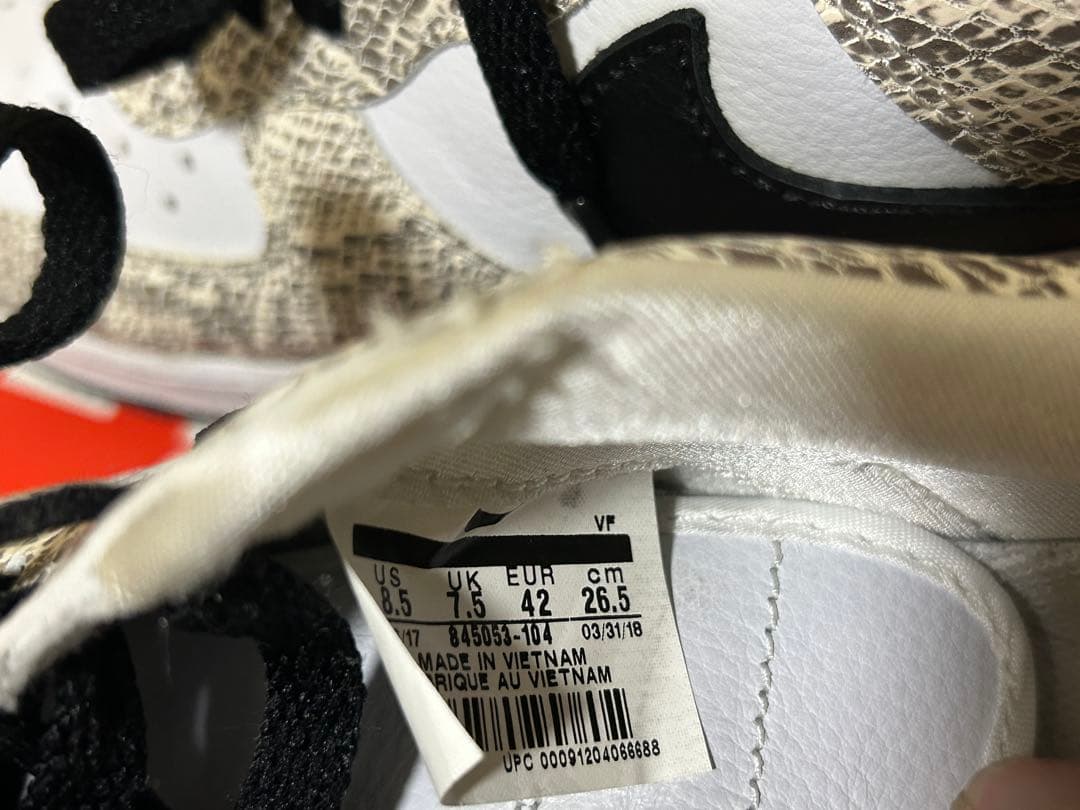 VF
US UK EUR cm
8.5 7.5 42 26.5
/17 845053-104 03/31/18
MADE IN VIETNAM
RIQUE AU VIETNAM
UPC 00091204066688